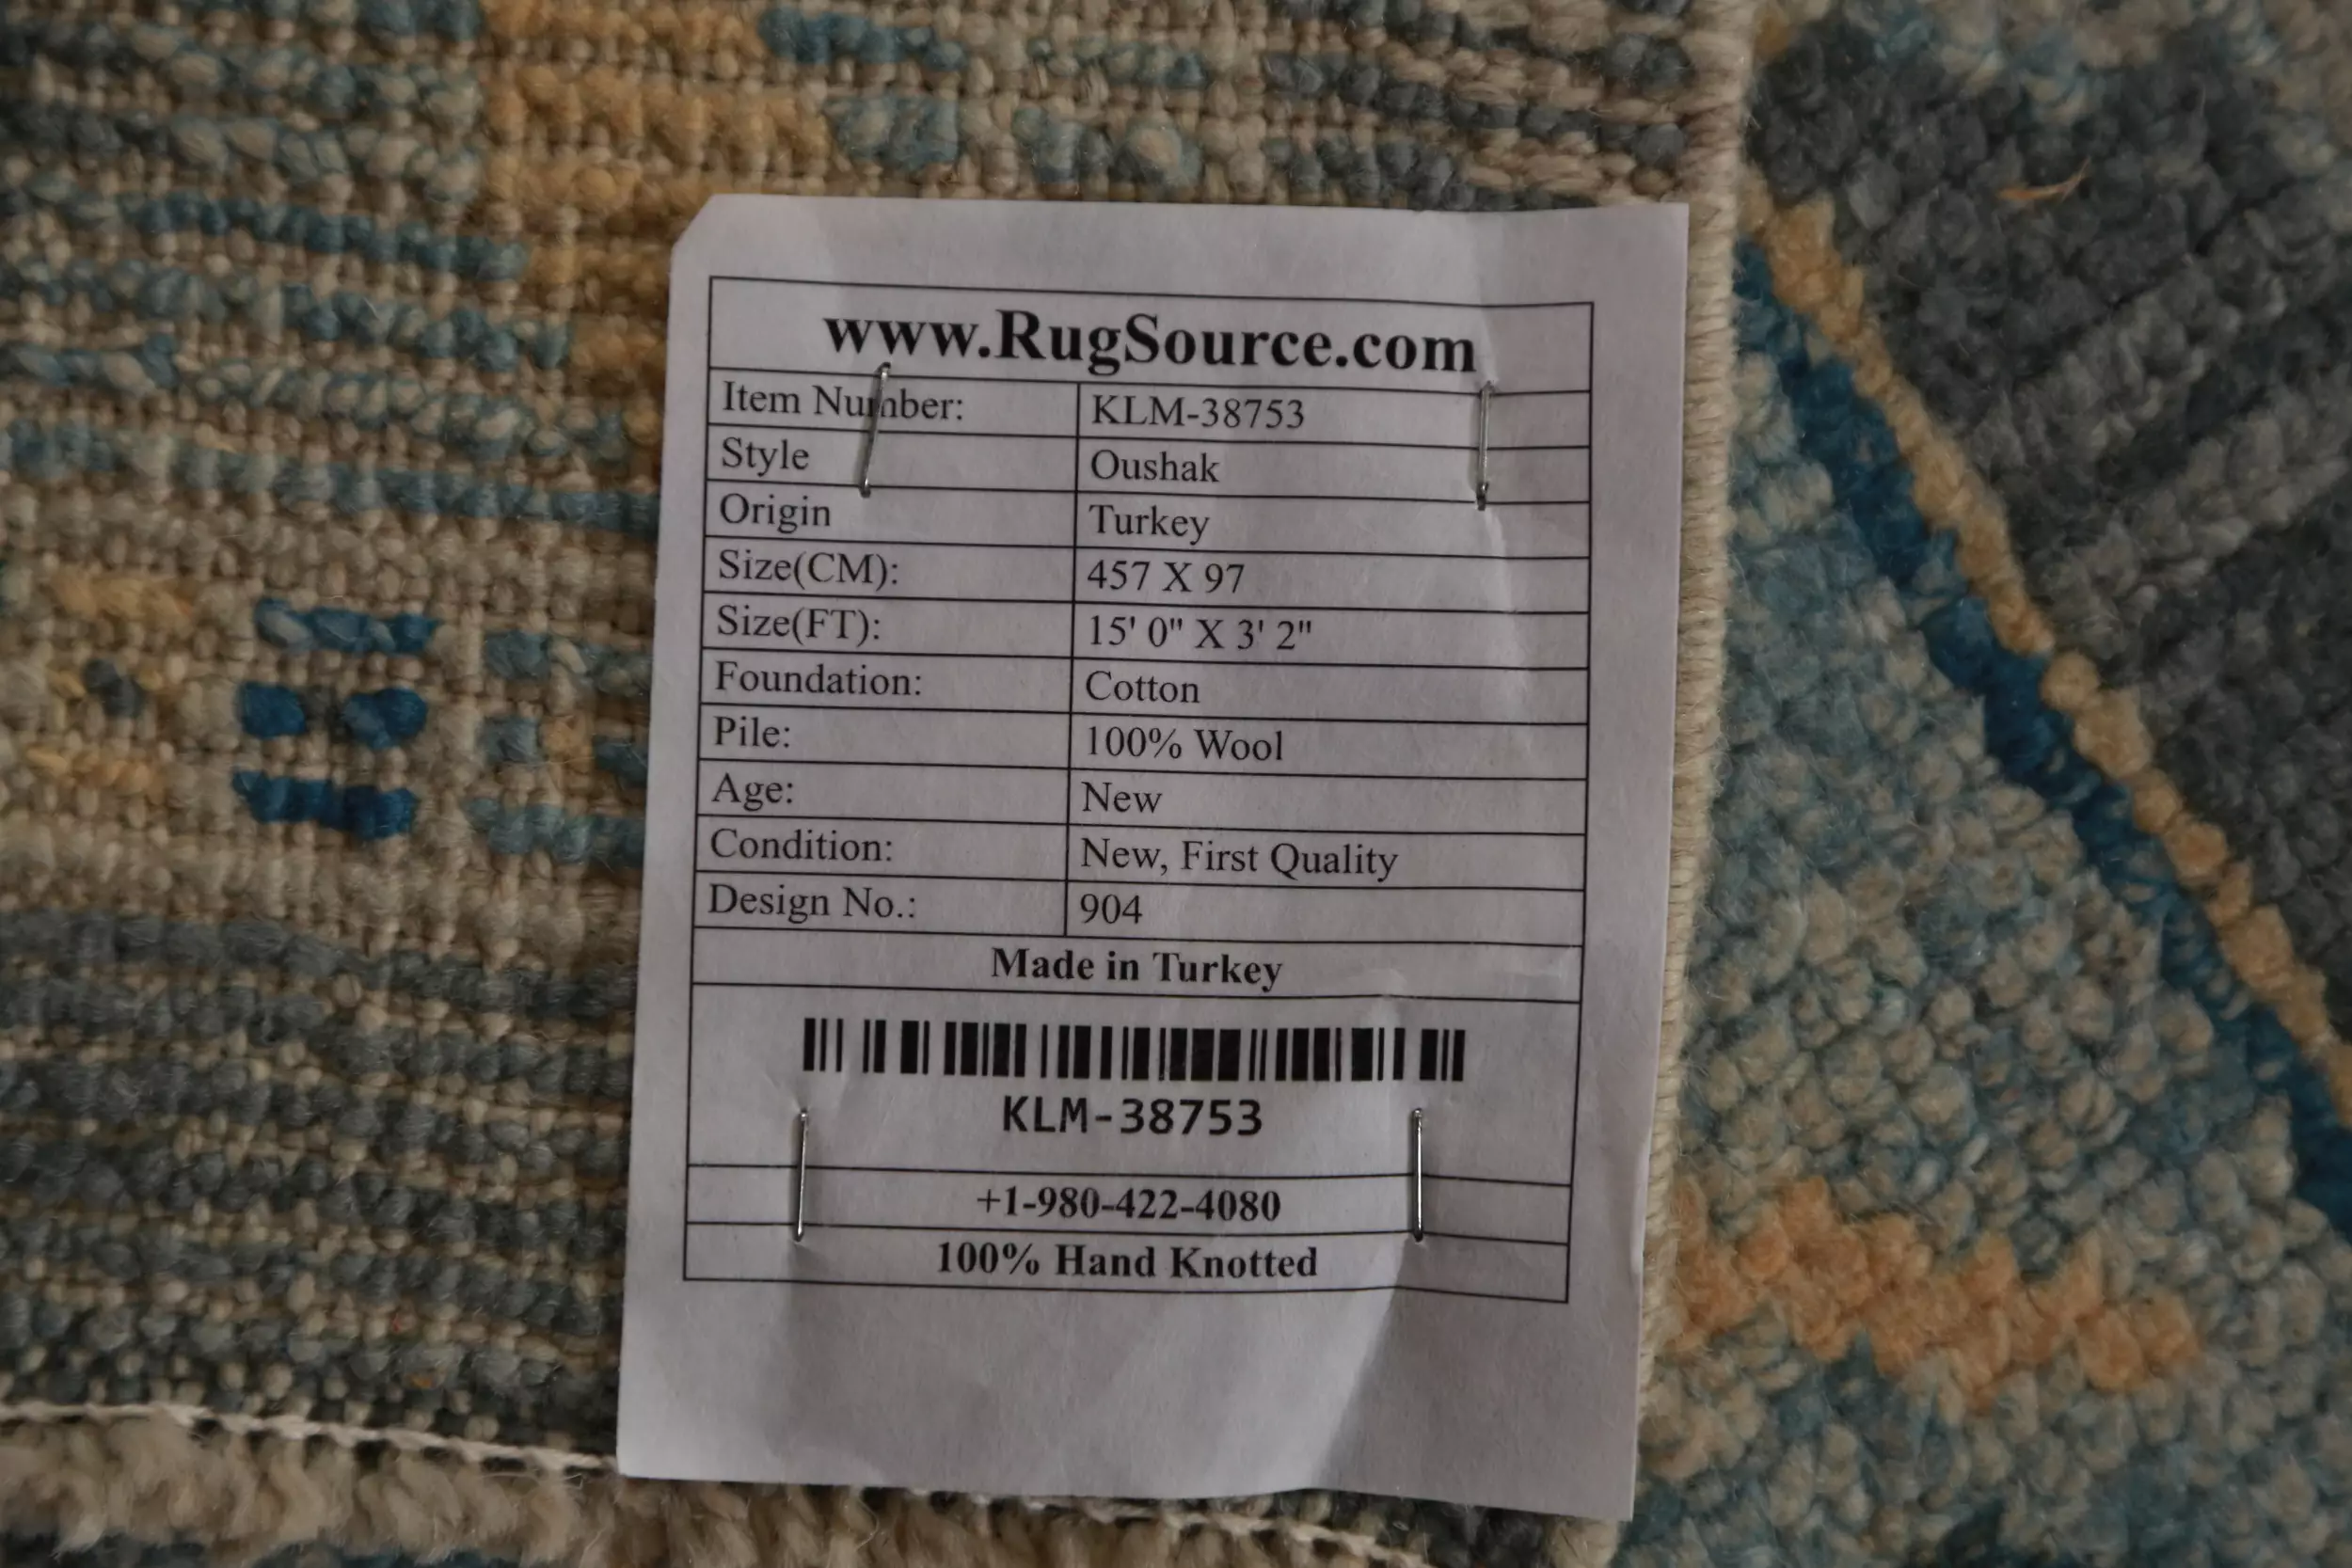 www.RugSource.com
Item Number: KLM-38753
Style Oushak
Origin Turkey
Size(CM): 457 X 97
Size(FT): 15' 0" X 3' 2"
Foundation: Cotton
Pile: 100% Wool
Age: New
Condition: New, First Quality
Design No.: 904
Made in Turkey
KLM-38753
+1-980-422-4080
100% Hand Knotted